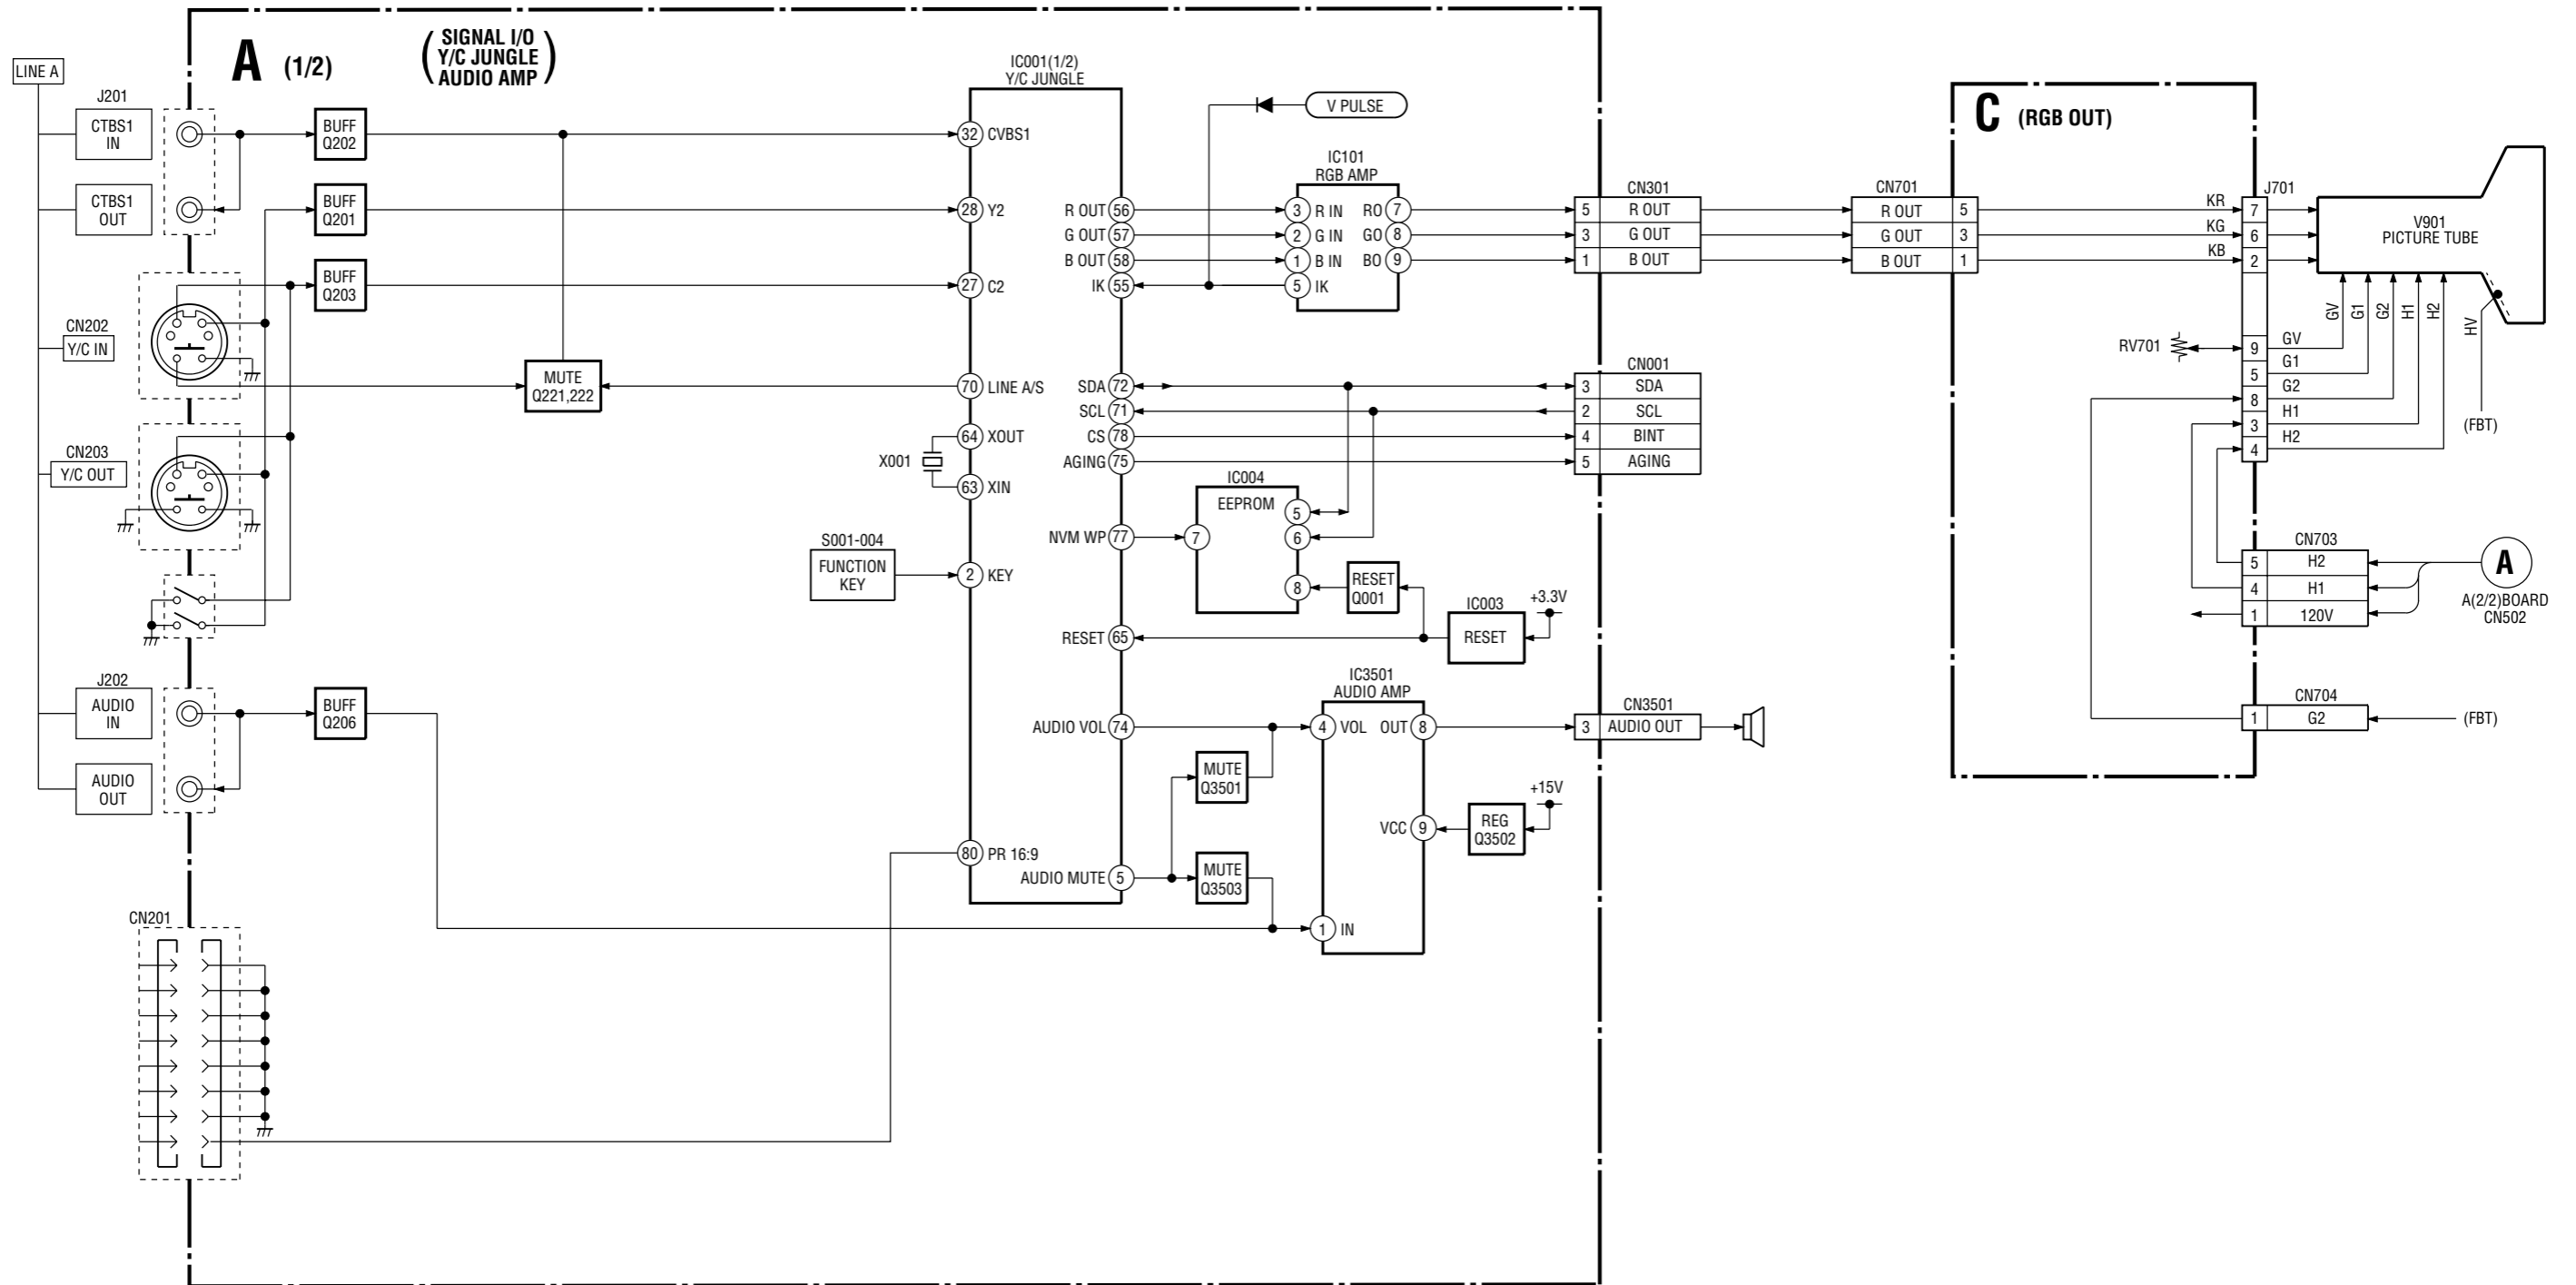 A (1/2)
SIGNAL I/O
Y/C JUNGLE
AUDIO AMP
LINE A
J201
CTBS1
IN
CTBS1
OUT
CN202
Y/C IN
CN203
Y/C OUT
J202
AUDIO
IN
AUDIO
OUT
CN201
BUFF
Q202
BUFF
Q201
BUFF
Q203
MUTE
Q221,222
BUFF
Q206
X001
S001-004
FUNCTION
KEY
IC001(1/2)
Y/C JUNGLE
32 CVBS1
28 Y2
27 C2
70 LINE A/S
64 XOUT
63 XIN
2 KEY
80 PR 16:9
R OUT 56
G OUT 57
B OUT 58
IK 55
SDA 72
SCL 71
CS 78
AGING 75
NVM WP 77
RESET 65
AUDIO VOL 74
AUDIO MUTE 5
V PULSE
IC101
RGB AMP
3 R IN RO 7
2 G IN GO 8
1 B IN BO 9
5 IK
IC004
EEPROM
5
7
6
8
RESET
Q001
IC003
RESET
+3.3V
IC3501
AUDIO AMP
4 VOL OUT 8
VCC 9
1 IN
MUTE
Q3501
MUTE
Q3503
REG
Q3502
+15V
CN301
5 R OUT
3 G OUT
1 B OUT
CN001
3 SDA
2 SCL
4 BINT
5 AGING
CN3501
3 AUDIO OUT
CN701
R OUT 5
G OUT 3
B OUT 1
C (RGB OUT)
KR
KG
KB
J701
7
6
2
9 GV
5 G1
8 G2
3 H1
4 H2
RV701
V901
PICTURE TUBE
GV
G1
G2
H1
H2
HV
(FBT)
CN703
5 H2
4 H1
1 120V
A
A(2/2)BOARD
CN502
CN704
1 G2
(FBT)